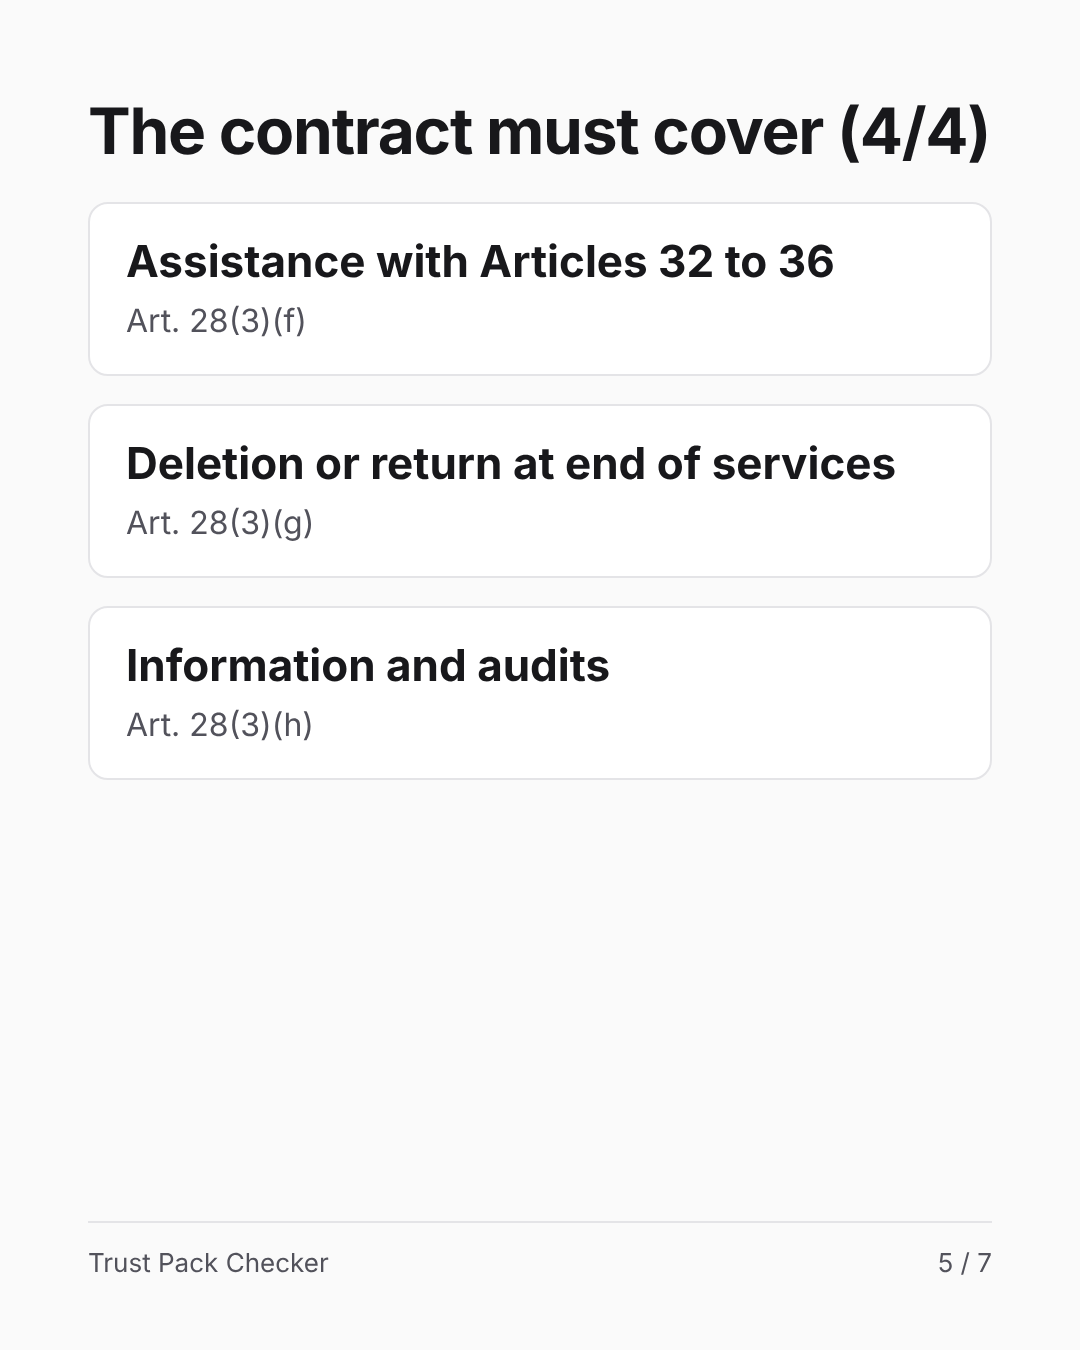 The contract must cover (4/4)
Assistance with Articles 32 to 36
Art. 28(3)(f)
Deletion or return at end of services
Art. 28(3)(g)
Information and audits
Art. 28(3)(h)
Trust Pack Checker
5 / 7